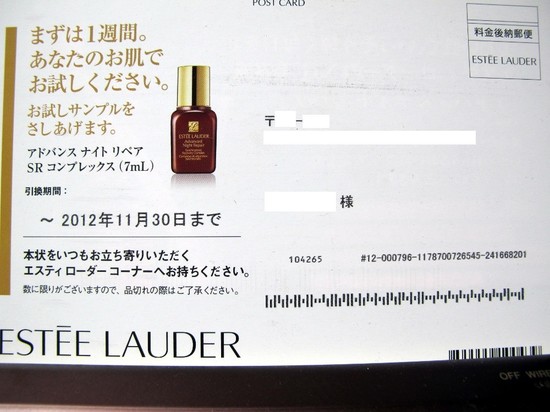 POST CARD
まずは1週間。
あなたのお肌で
お試しください。
お試しサンプルを
さしあげます。
アドバンス ナイト リペア
SR コンプレックス(7mL)
引換期間:
~ 2012年11月30日まで
本状をいつもお立ち寄りいただく
エスティ ローダー コーナーへお持ちください。
数に限りがございますので、品切れの際はご了承ください。
ESTĒE LAUDER
ESTĒE LAUDER
Advanced
Night Repair
料金後納郵便
ESTĒE LAUDER
〒 -
様
104265 #12-000796-1178700726545-241668201
OFF WIR